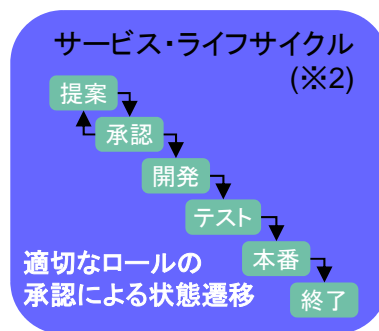 サービス・ライフサイクル
(※2)
提案
承認
開発
テスト
本番
終了
適切なロールの
承認による状態遷移